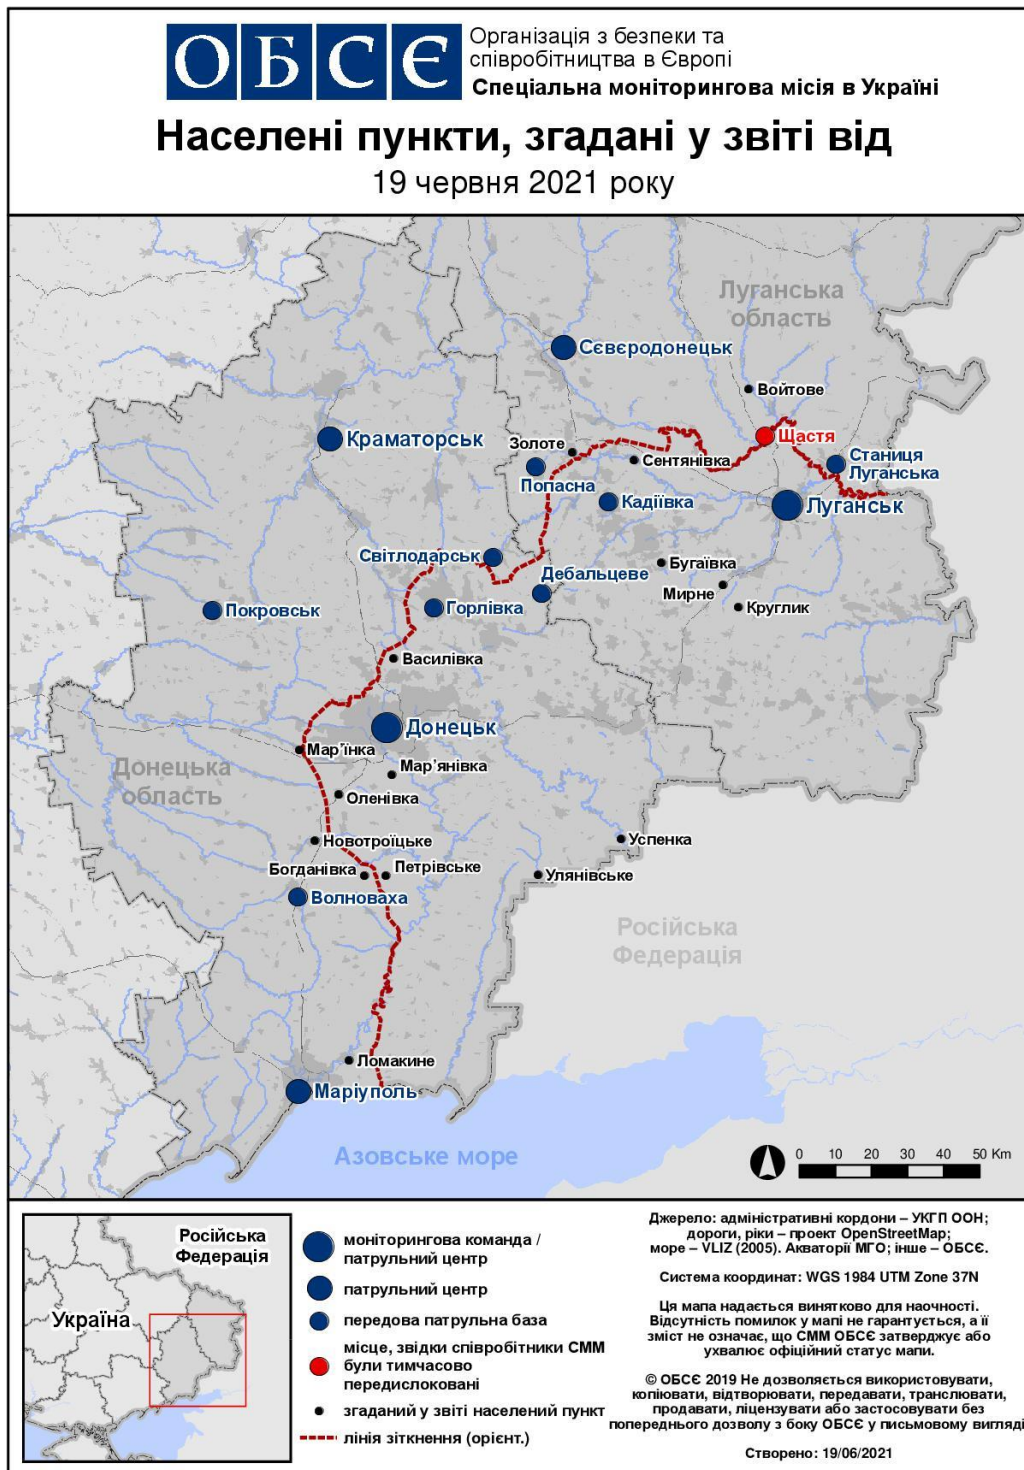 ОБСЄ
Організація з безпеки та
співробітництва в Європі
Спеціальна моніторингова місія в Україні
Населені пункти, згадані у звіті від
19 червня 2021 року
Луганська
область
Сєвєродонецьк
Войтове
Краматорськ
Золоте
Щастя
Сентянівка
Станиця
Луганська
Попасна
Кадіївка
Луганськ
Світлодарськ
Бугаївка
Дебальцеве
Мирне
Покровськ
Горлівка
Круглик
Василівка
Донецьк
Мар'їнка
Донецька
область
Мар'янівка
Оленівка
Новотроїцьке
Успенка
Богданівка
Петрівське
Улянівське
Волноваха
Російська
Федерація
Ломакине
Маріуполь
Азовське море
0 10 20 30 40 50 Km
Російська
Федерація
Україна
моніторингова команда /
патрульний центр
патрульний центр
передова патрульна база
місце, звідки співробітники СММ
були тимчасово
передислоковані
згаданий у звіті населений пункт
лінія зіткнення (орієнт.)
Джерело: адміністративні кордони – УКГП ООН;
дороги, ріки – проект OpenStreetMap;
море – VLIZ (2005). Акваторії МГО; інше – ОБСЄ.
Система координат: WGS 1984 UTM Zone 37N
Ця мапа надається винятково для наочності.
Відсутність помилок у мапі не гарантується, а її
зміст не означає, що СММ ОБСЄ затверджує або
ухвалює офіційний статус мапи.
© ОБСЄ 2019 Не дозволяється використовувати,
копіювати, відтворювати, передавати, транслювати,
продавати, ліцензувати або застосовувати без
попереднього дозволу з боку ОБСЄ у письмовому вигляді
Створено: 19/06/2021